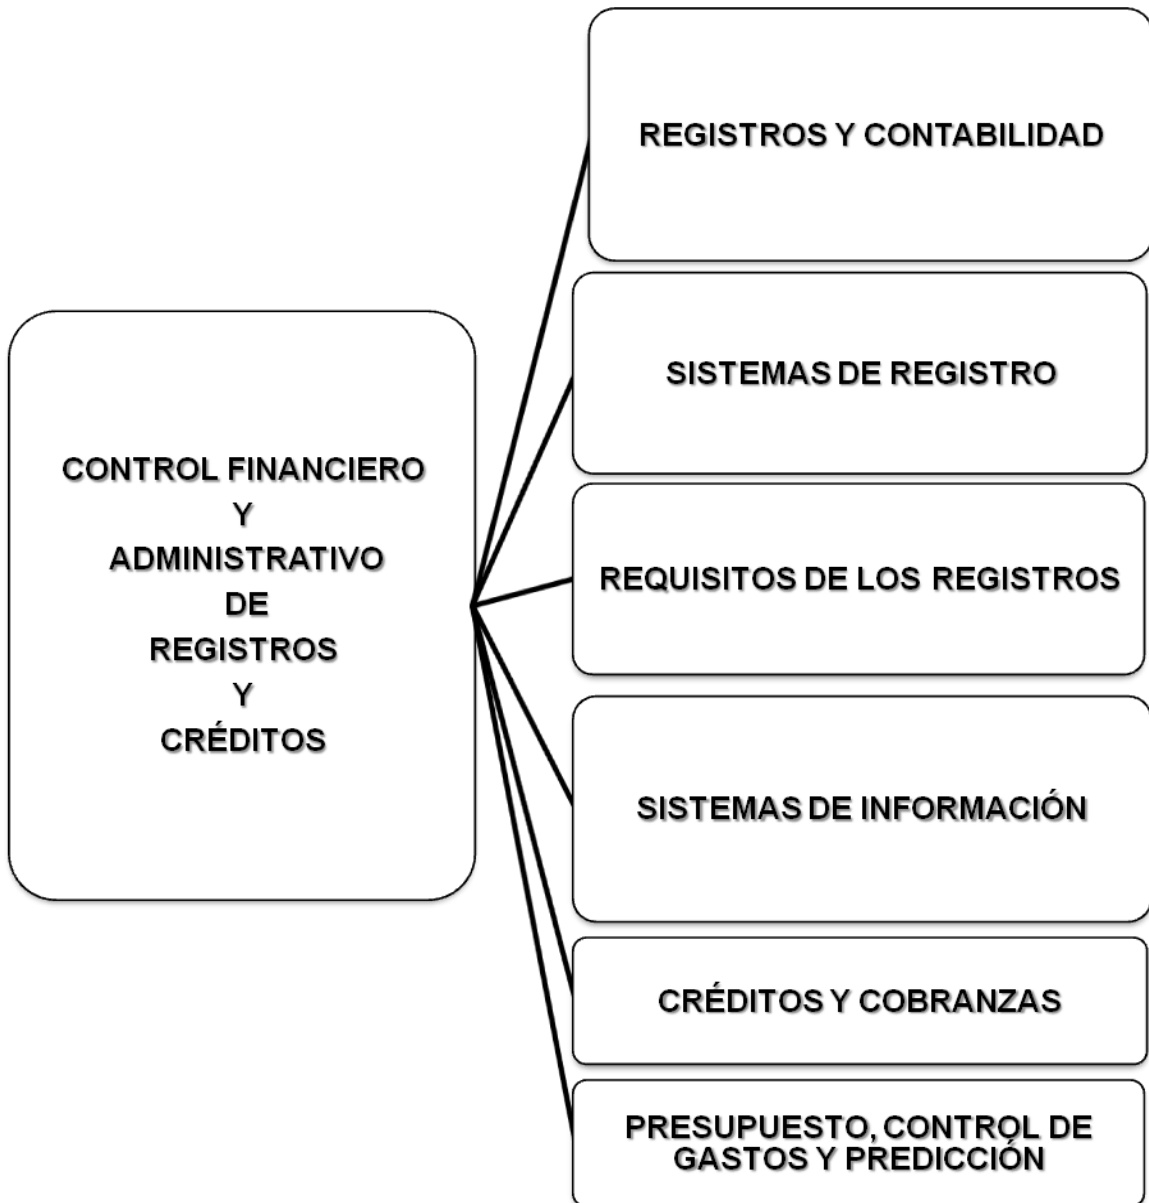 CONTROL FINANCIERO
Y
ADMINISTRATIVO
DE
REGISTROS
Y
CRÉDITOS
REGISTROS Y CONTABILIDAD
SISTEMAS DE REGISTRO
REQUISITOS DE LOS REGISTROS
SISTEMAS DE INFORMACIÓN
CRÉDITOS Y COBRANZAS
PRESUPUESTO, CONTROL DE
GASTOS Y PREDICCIÓN